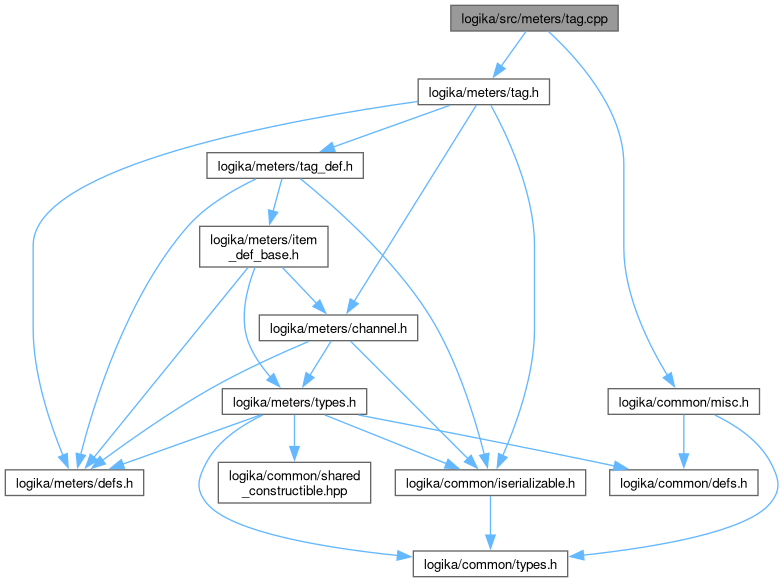 logika/src/meters/tag.cpp
logika/meters/tag.h
logika/meters/tag_def.h
logika/meters/item
_def_base.h
logika/meters/channel.h
logika/meters/types.h
logika/common/misc.h
logika/meters/defs.h
logika/common/shared
_constructible.hpp
logika/common/iserializable.h
logika/common/defs.h
logika/common/types.h